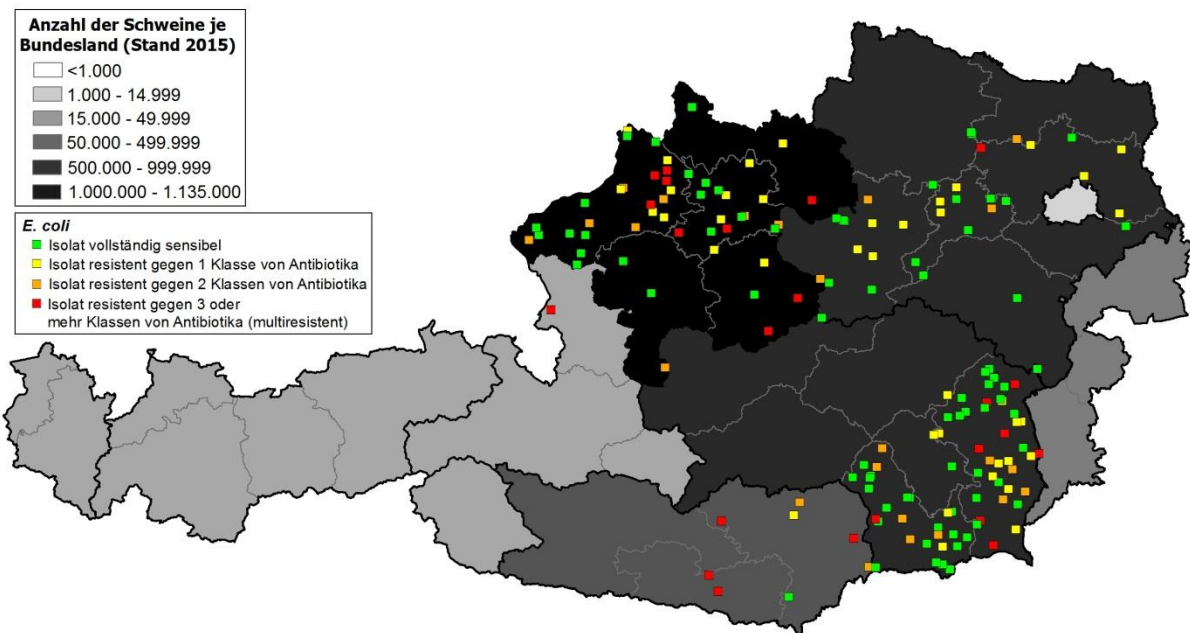 Anzahl der Schweine je
Bundesland (Stand 2015)
<1.000
1.000 - 14.999
15.000 - 49.999
50.000 - 499.999
500.000 - 999.999
1.000.000 - 1.135.000
E. coli
Isolat vollständig sensibel
Isolat resistent gegen 1 Klasse von Antibiotika
Isolat resistent gegen 2 Klassen von Antibiotika
Isolat resistent gegen 3 oder
mehr Klassen von Antibiotika (multiresistent)